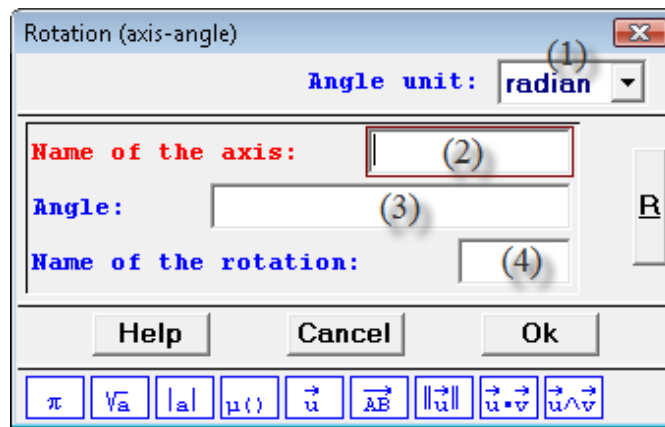 Rotation (axis-angle)
(1)
Angle unit: radian
Name of the axis: (2)
R
Angle: (3)
Name of the rotation: (4)
Help Cancel Ok
π √a |a| μ() u⃗ AB⃗ ‖u⃗‖ u⃗▪v⃗ u⃗∧v⃗